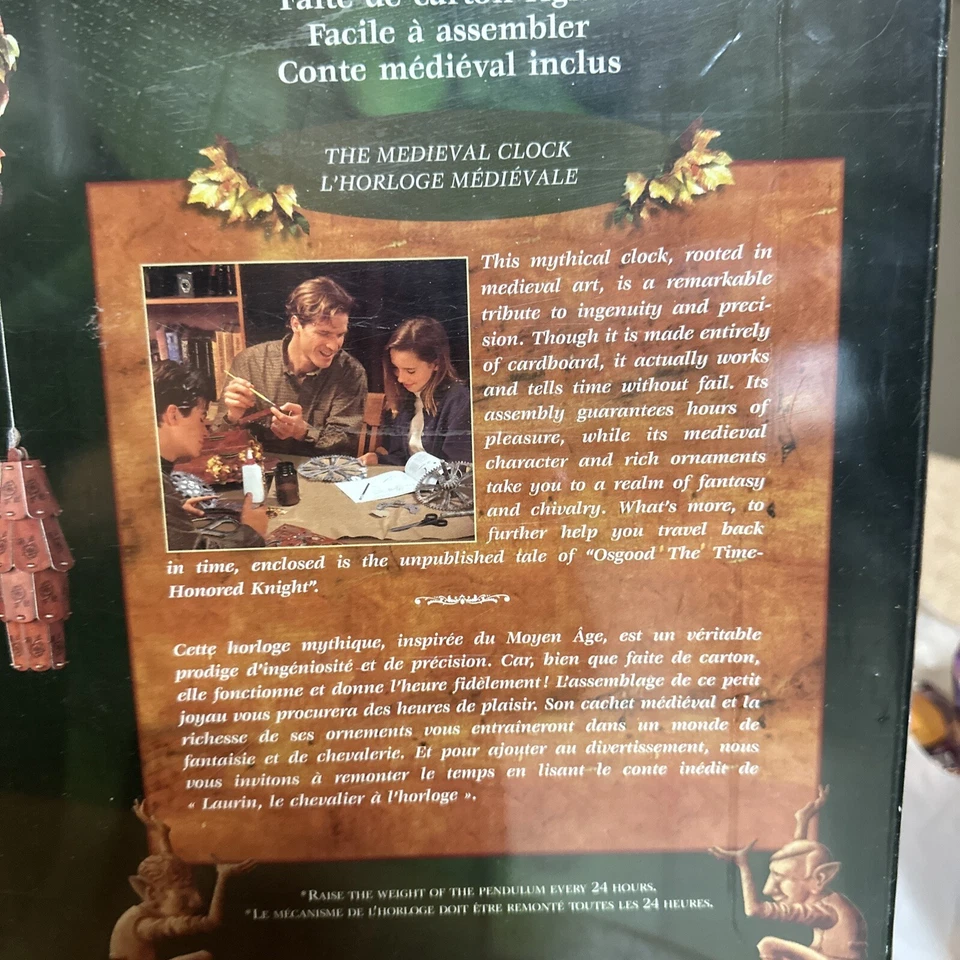 Faite de carton
Facile à assembler
Conte médiéval inclus
THE MEDIEVAL CLOCK
L'HORLOGE MÉDIÉVALE
This mythical clock, rooted in
medieval art, is a remarkable
tribute to ingenuity and preci-
sion. Though it is made entirely
of cardboard, it actually works
and tells time without fail. Its
assembly guarantees hours of
pleasure, while its medieval
character and rich ornaments
take you to a realm of fantasy
and chivalry. What's more, to
further help you travel back
in time, enclosed is the unpublished tale of "Osgood 'The' Time-
Honored Knight".
Cette horloge mythique, inspirée du Moyen Âge, est un véritable
prodige d'ingéniosité et de précision. Car, bien que faite de carton,
elle fonctionne et donne l'heure fidèlement! L'assemblage de ce petit
joyau vous procurera des heures de plaisir. Son cachet médiéval et la
richesse de ses ornements vous entraîneront dans un monde de
fantaisie et de chevalerie. Et pour ajouter au divertissement, nous
vous invitons à remonter le temps en lisant le conte inédit de
« Laurin, le chevalier à l'horloge ».
*RAISE THE WEIGHT OF THE PENDULUM EVERY 24 HOURS.
*LE MÉCANISME DE L'HORLOGE DOIT ÊTRE REMONTÉ TOUTES LES 24 HEURES.